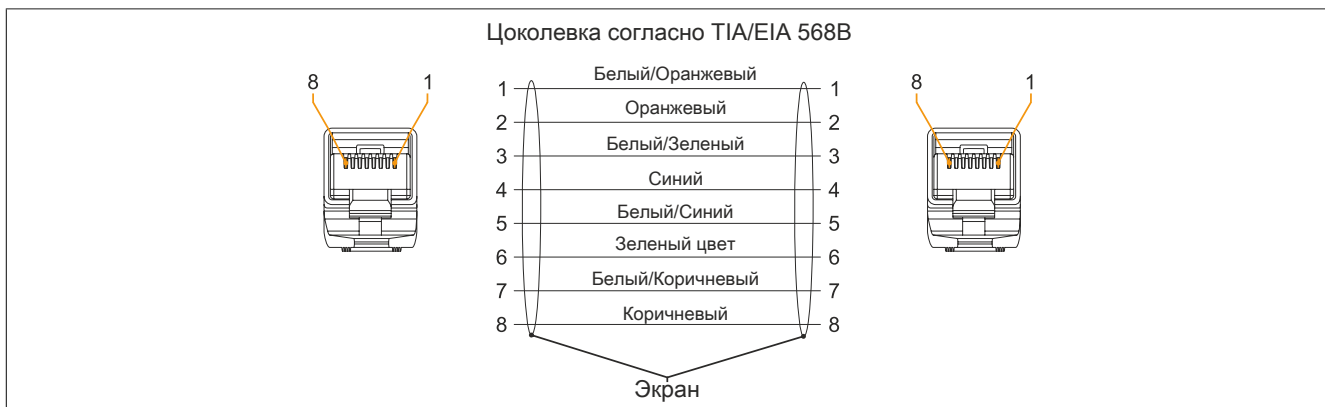 Цоколевка согласно TIA/EIA 568B
8 1 8 1
1 Белый/Оранжевый 1
2 Оранжевый 2
3 Белый/Зеленый 3
4 Синий 4
5 Белый/Синий 5
6 Зеленый цвет 6
7 Белый/Коричневый 7
8 Коричневый 8
Экран